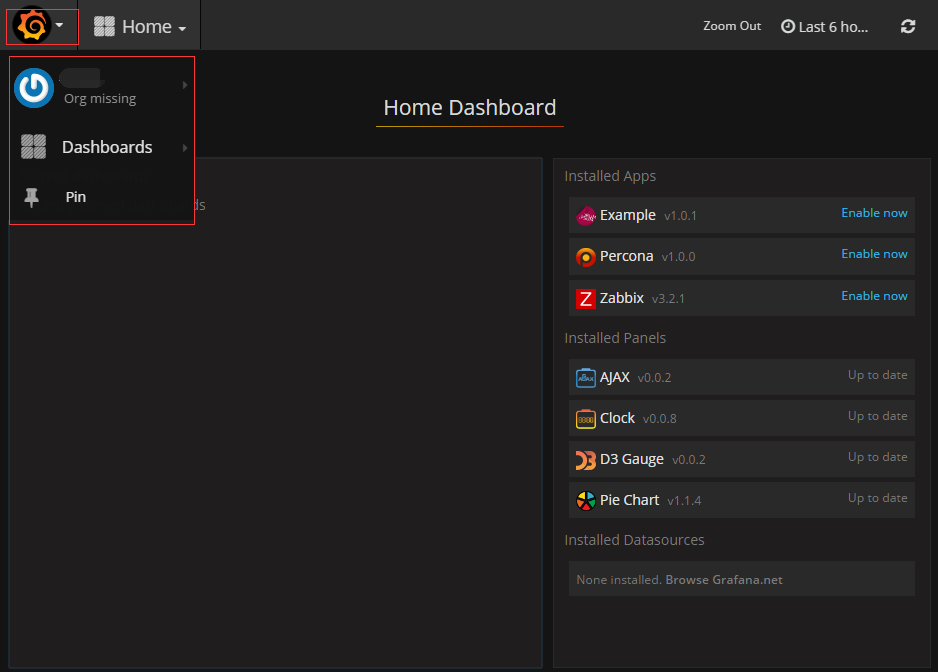 Home
Zoom Out
Last 6 ho...
Org missing
Dashboards
Pin
Home Dashboard
Installed Apps
Example v1.0.1 Enable now
Percona v1.0.0 Enable now
Z Zabbix v3.2.1 Enable now
Installed Panels
AJAX AJAX v0.0.2 Up to date
Clock v0.0.8 Up to date
D3 D3 Gauge v0.0.2 Up to date
Pie Chart v1.1.4 Up to date
Installed Datasources
None installed. Browse Grafana.net